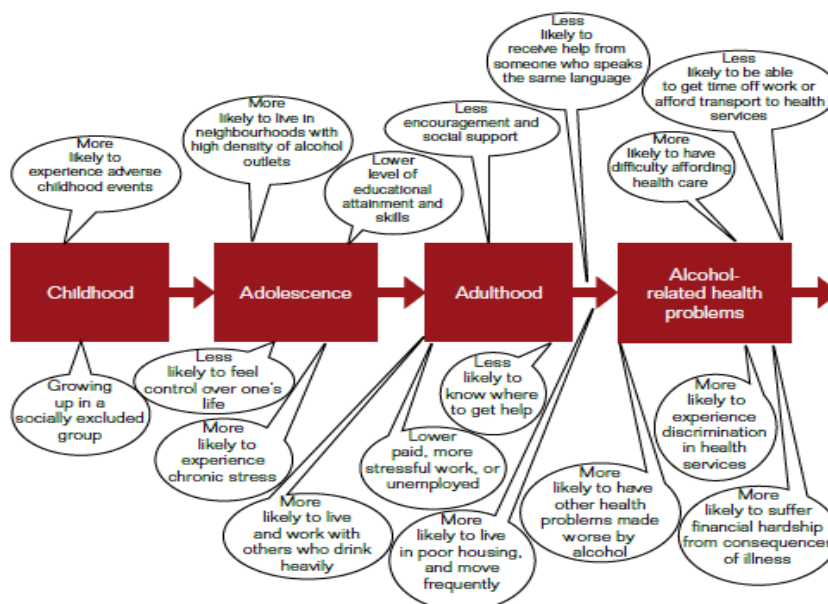 More
likely to
experience adverse
childhood events
More
likely to live in
neighbourhoods with
high density of alcohol
outlets
Lower
level of
educational
attainment and
skills
Less
encouragement and
social support
Less
likely to
receive help from
someone who speaks
the same language
More
likely to have
difficulty affording
health care
Less
likely to be able
to get time off work or
afford transport to health
services
Childhood
Adolescence
Adulthood
Alcohol-
related health
problems
Growing
up in a
socially excluded
group
Less
likely to feel
control over one's
life
More
likely to
experience
chronic stress
More
likely to live
and work with
others who drink
heavily
Lower
paid, more
stressful work, or
unemployed
Less
likely to
know where
to get help
More
likely to live
in poor housing,
and move
frequently
More
likely to have
other health
problems made
worse by
alcohol
More
likely to
experience
discrimination
in health
services
More
likely to suffer
financial hardship
from consequences
of illness